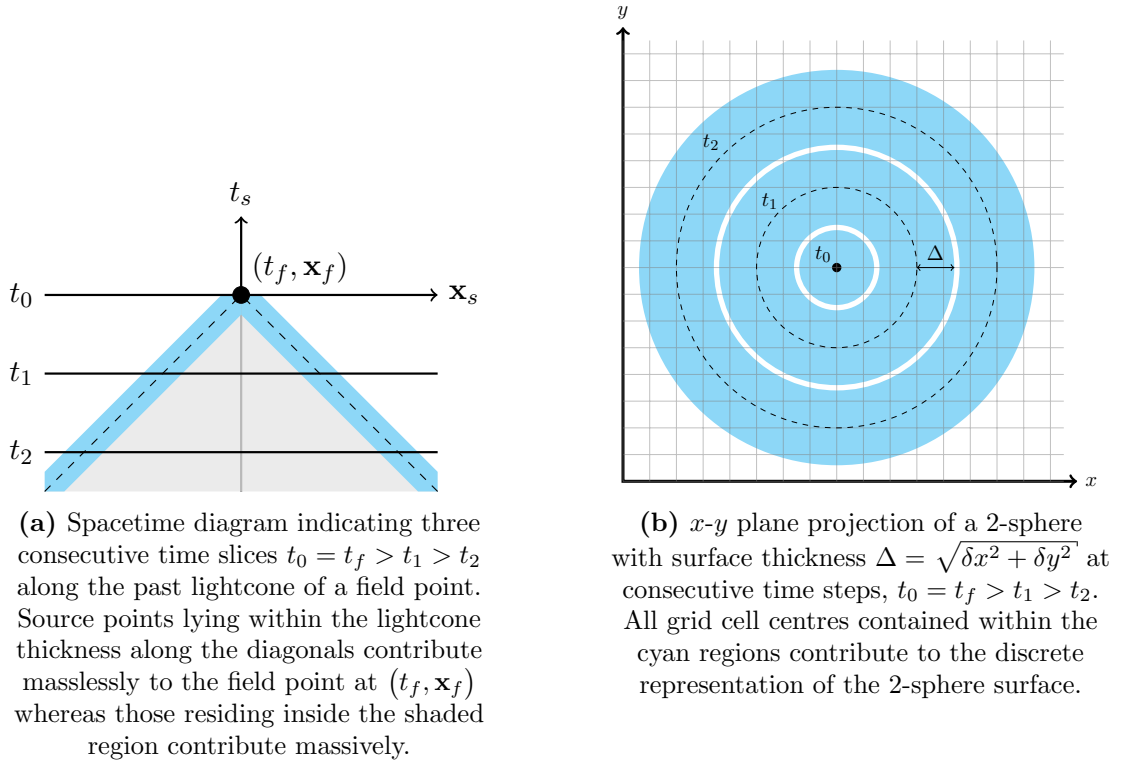 t_s
(t_f, x_f)
t_0
x_s
t_1
t_2
(a) Spacetime diagram indicating three
consecutive time slices t_0 = t_f > t_1 > t_2
along the past lightcone of a field point.
Source points lying within the lightcone
thickness along the diagonals contribute
masslessly to the field point at (t_f, x_f)
whereas those residing inside the shaded
region contribute massively.
y
t_2
t_1
t_0
Δ
x
(b) x-y plane projection of a 2-sphere
with surface thickness Δ = √(δx² + δy²) at
consecutive time steps, t_0 = t_f > t_1 > t_2.
All grid cell centres contained within the
cyan regions contribute to the discrete
representation of the 2-sphere surface.